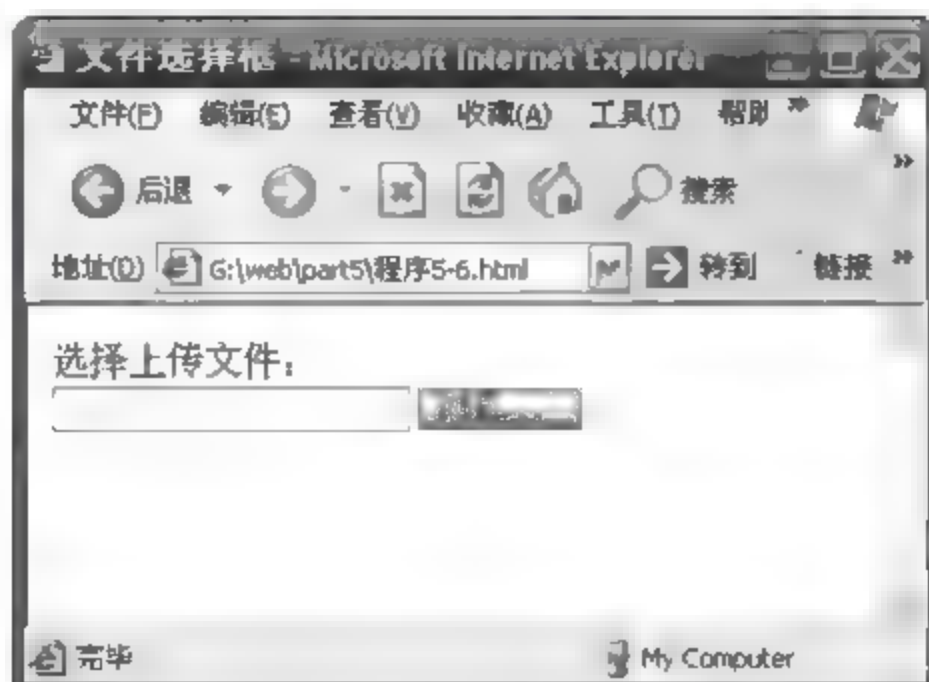 文件选择框 - Microsoft Internet Explorer
文件(F) 编辑(E) 查看(V) 收藏(A) 工具(T) 帮助 »
后退 搜索 »
地址(D) G:\web\part5\程序5-6.html 转到 链接 »
选择上传文件：
完毕 My Computer